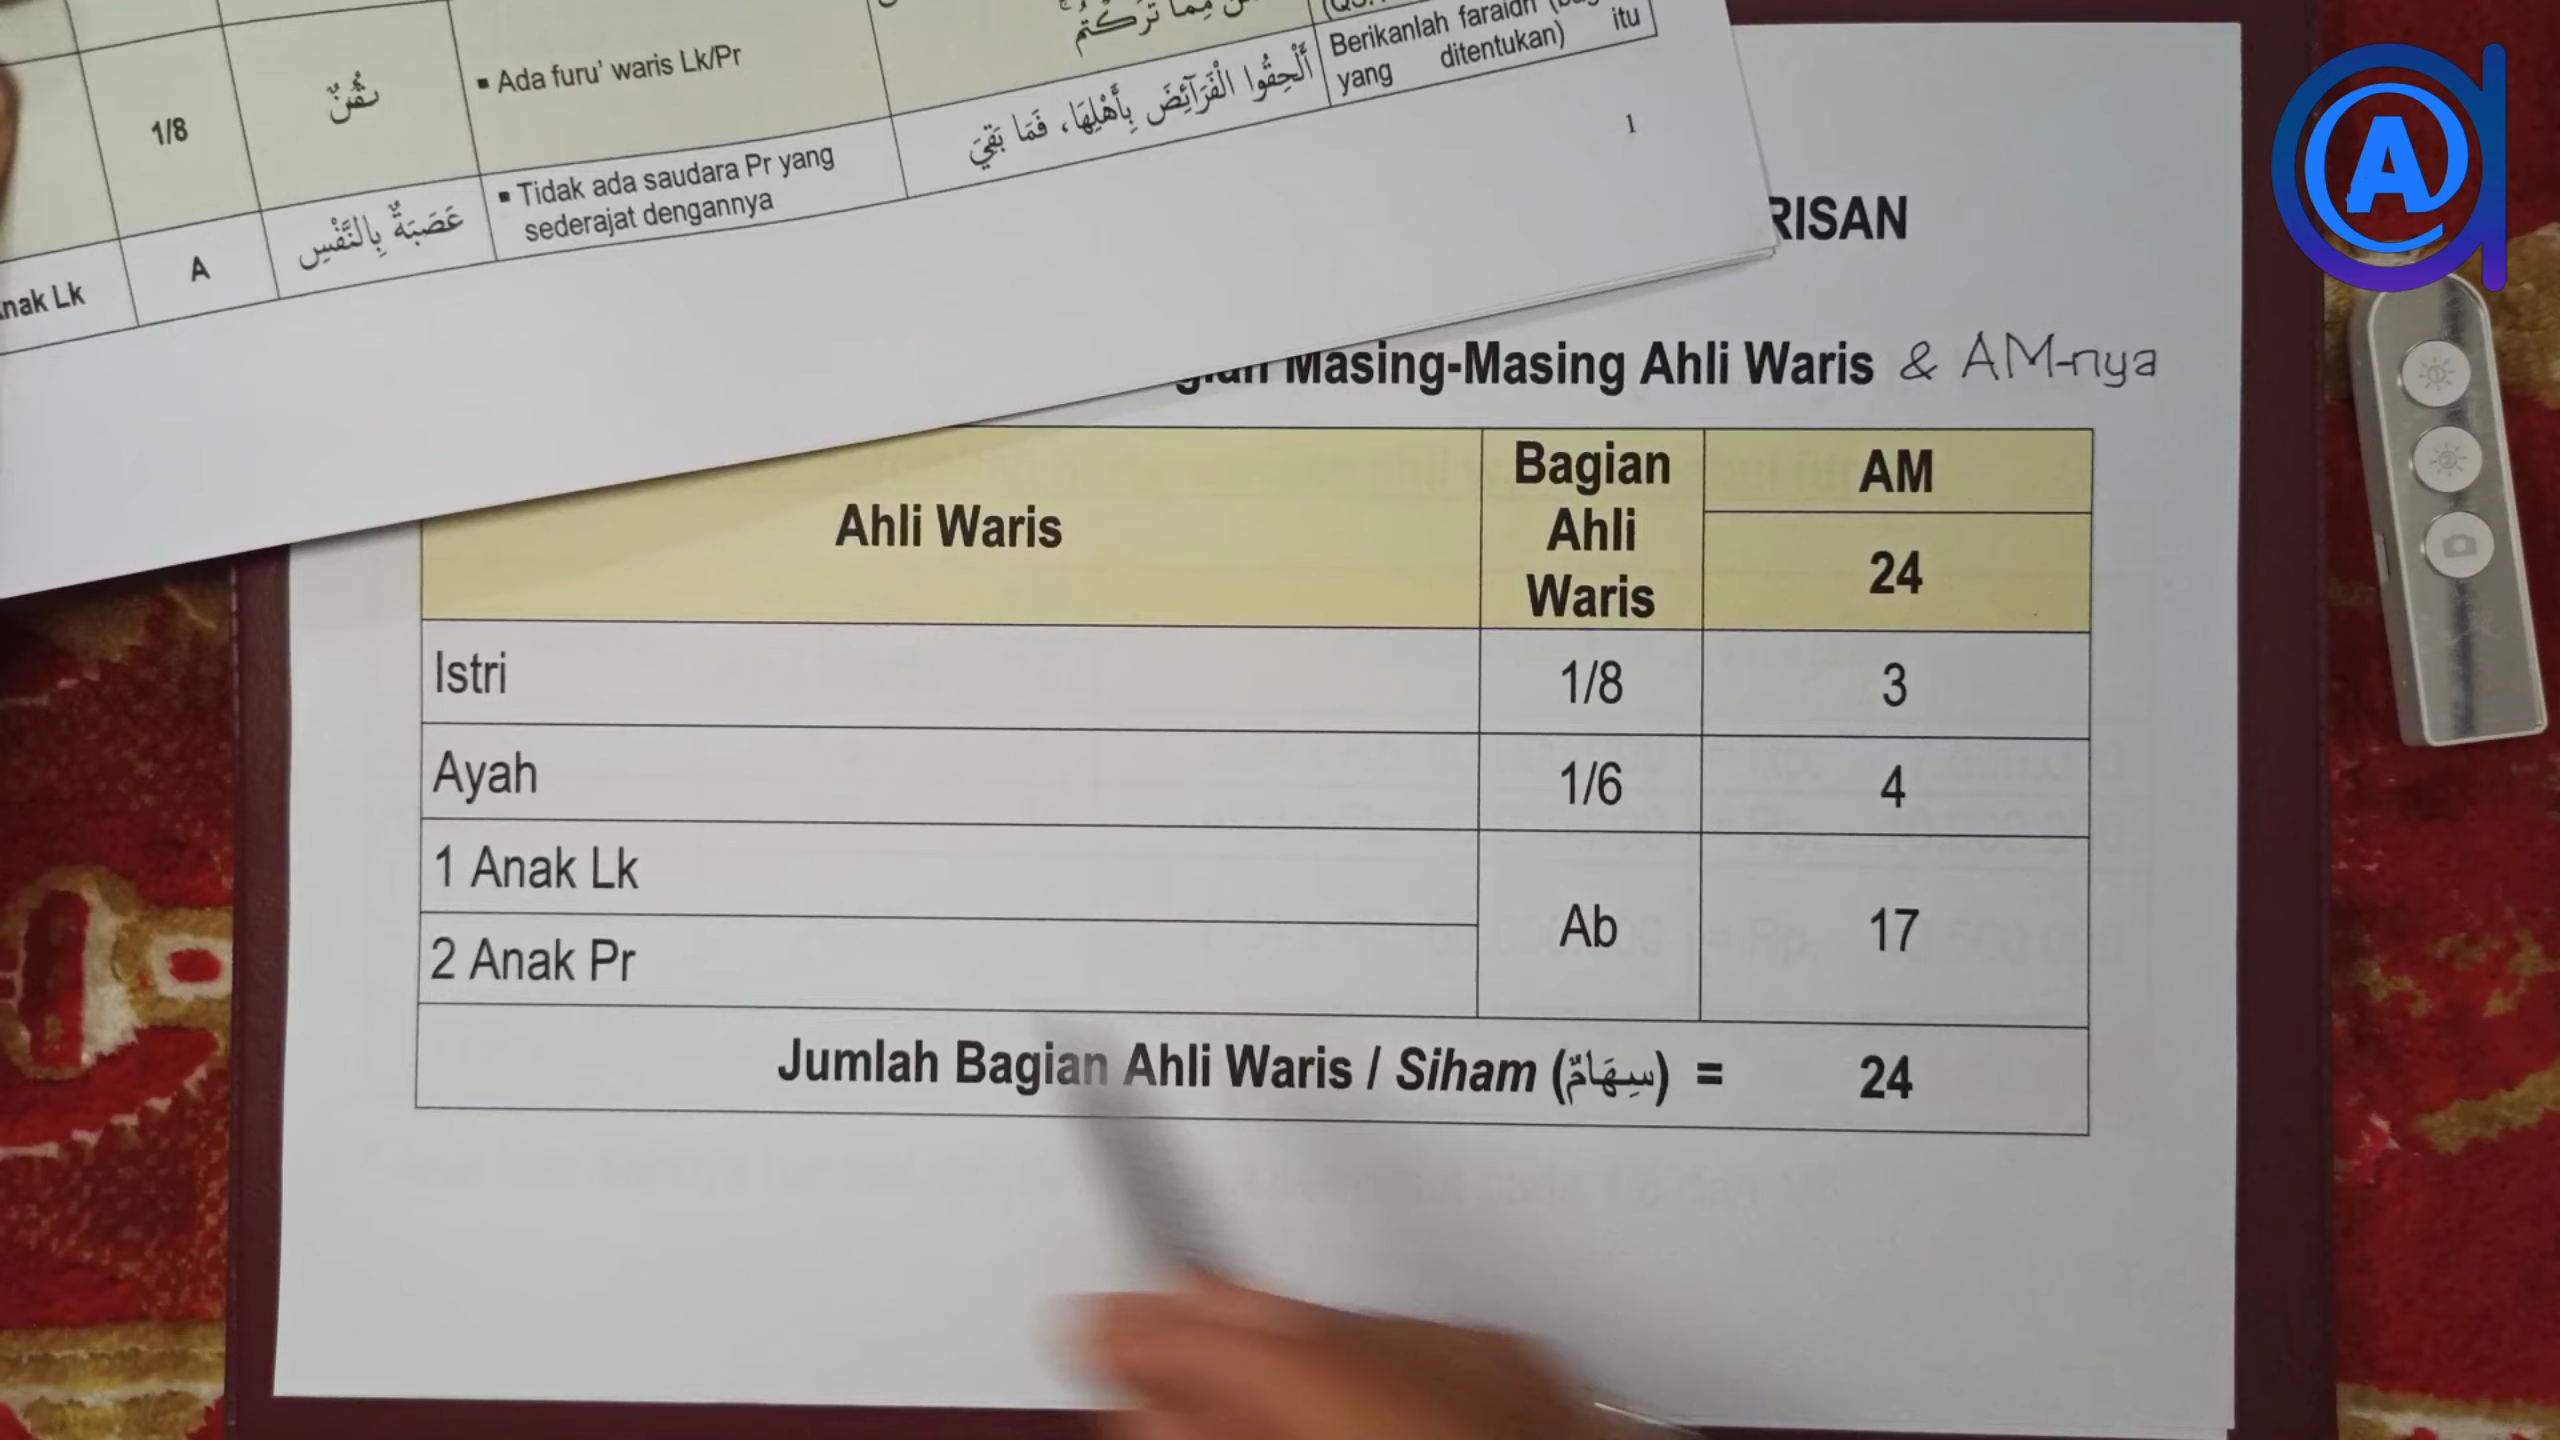 مِمَّا تَرَكْتُمْ
1/8
ثُمُنٌ
▪ Ada furu' waris Lk/Pr
أَلْحِقُوا الْفَرَآئِضَ بِأَهْلِهَا، فَمَا بَقِيَ
Berikanlah faraidh
yang ditentukan) itu
Anak Lk
A
عَصَبَةٌ بِالنَّفْسِ
▪ Tidak ada saudara Pr yang
sederajat dengannya
1
RISAN
Masing-Masing Ahli Waris & AM-nya
Ahli Waris
Bagian
Ahli
Waris
AM
24
Istri 1/8 3
Ayah 1/6 4
1 Anak Lk
2 Anak Pr
Ab 17
Jumlah Bagian Ahli Waris / Siham (سِهَامٌ) = 24